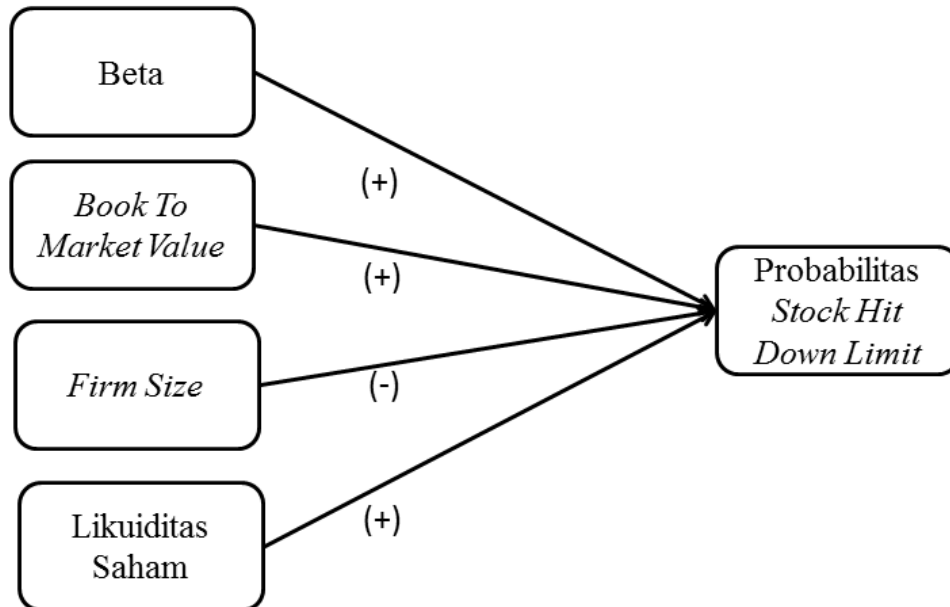 Beta
(+)
Book To
Market Value
(+)
Firm Size
(-)
Likuiditas
Saham
(+)
Probabilitas
Stock Hit
Down Limit